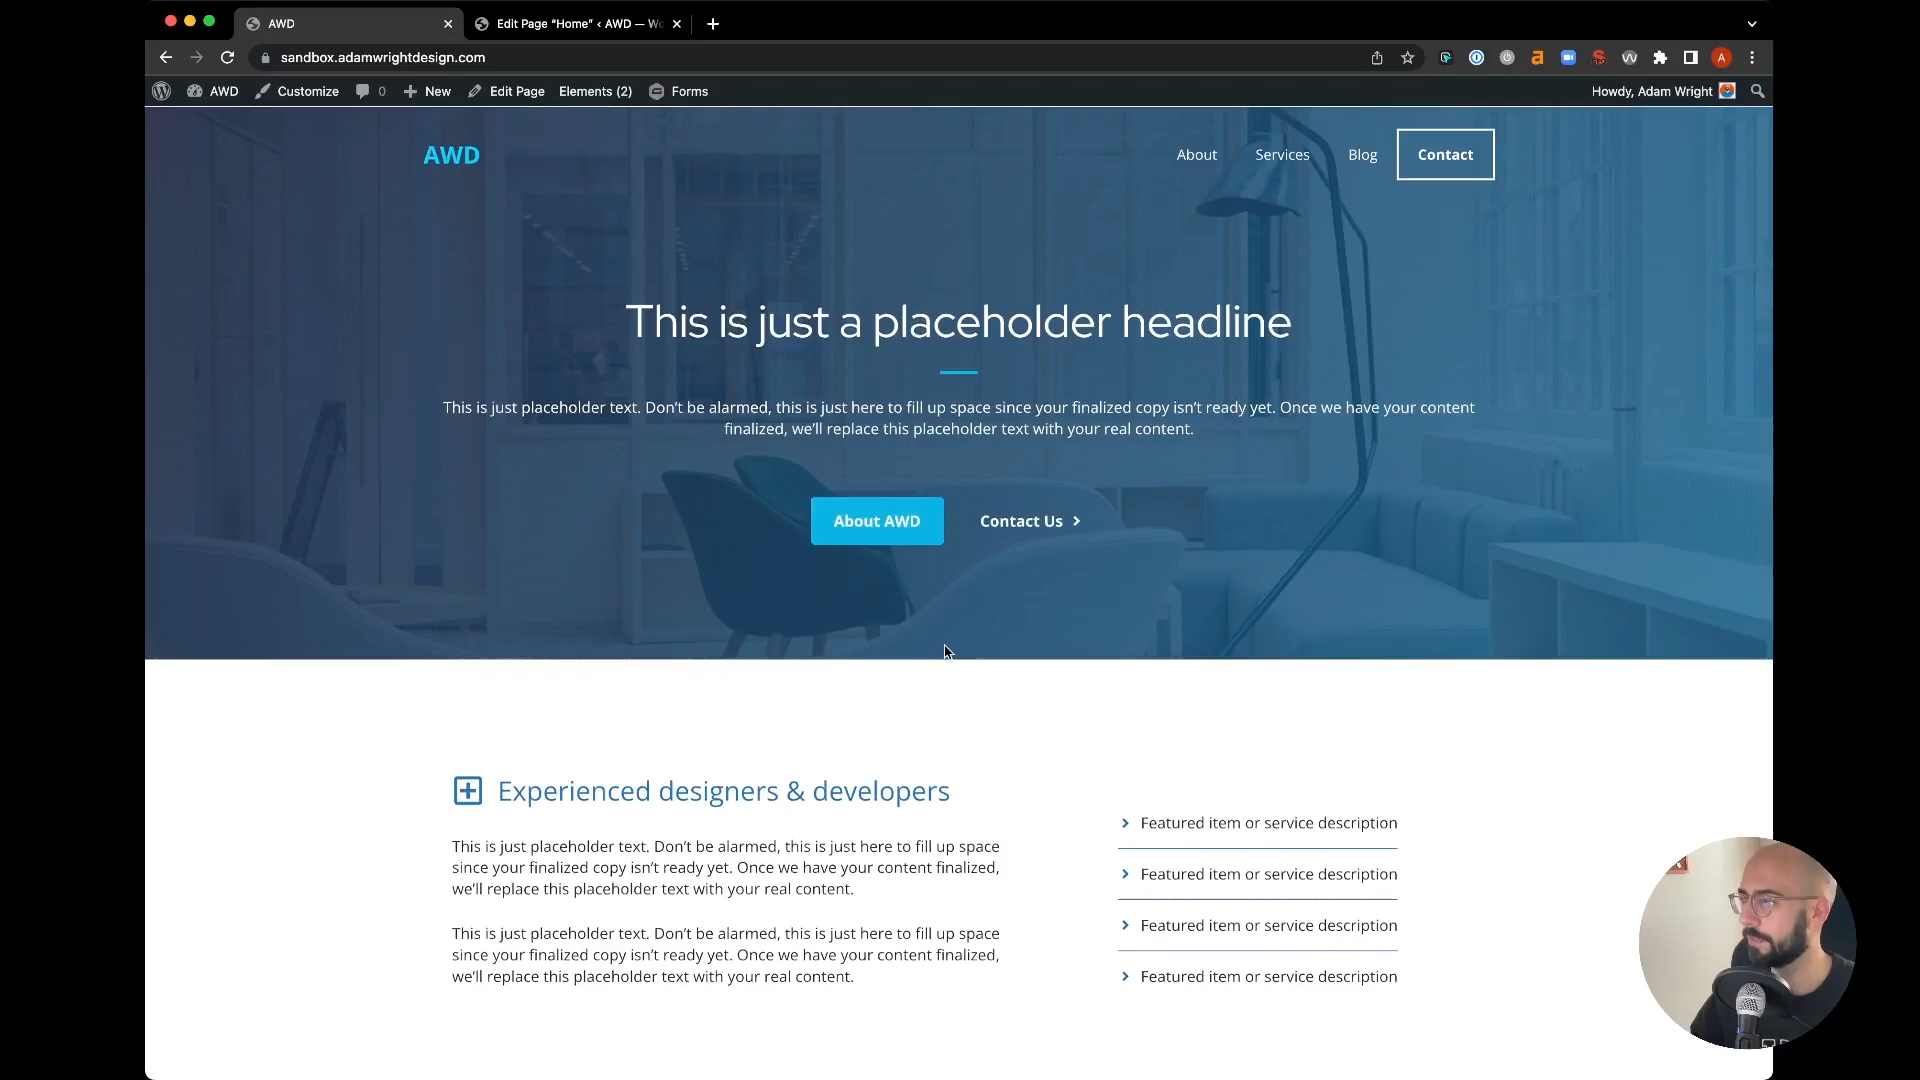 AWD
Edit Page "Home" ‹ AWD — Wo
sandbox.adamwrightdesign.com
AWD
Customize
0
New
Edit Page
Elements (2)
Forms
Howdy, Adam Wright
AWD
About
Services
Blog
Contact
This is just a placeholder headline
This is just placeholder text. Don't be alarmed, this is just here to fill up space since your finalized copy isn't ready yet. Once we have your content
finalized, we'll replace this placeholder text with your real content.
About AWD
Contact Us
Experienced designers & developers
This is just placeholder text. Don't be alarmed, this is just here to fill up space
since your finalized copy isn't ready yet. Once we have your content finalized,
we'll replace this placeholder text with your real content.
This is just placeholder text. Don't be alarmed, this is just here to fill up space
since your finalized copy isn't ready yet. Once we have your content finalized,
we'll replace this placeholder text with your real content.
Featured item or service description
Featured item or service description
Featured item or service description
Featured item or service description